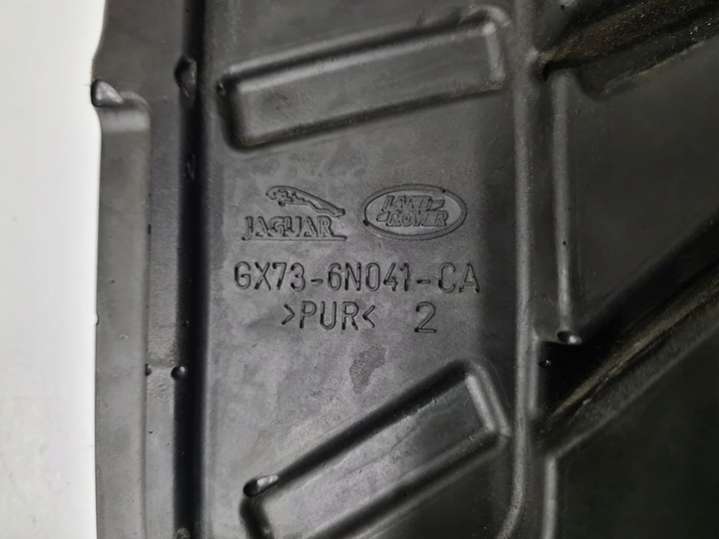 JAGUAR
LAND
ROVER
GX73-6N041-CA
>PUR< 2